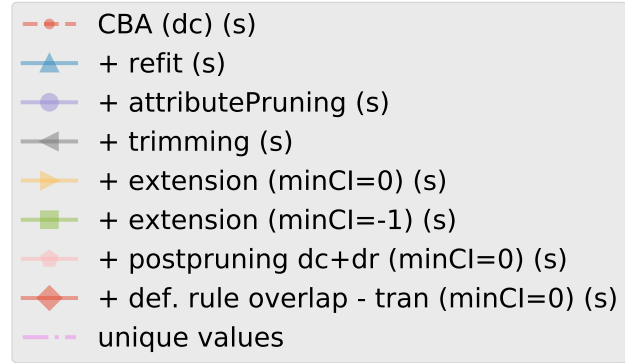 CBA (dc) (s)
+ refit (s)
+ attributePruning (s)
+ trimming (s)
+ extension (minCI=0) (s)
+ extension (minCI=-1) (s)
+ postpruning dc+dr (minCI=0) (s)
+ def. rule overlap - tran (minCI=0) (s)
unique values